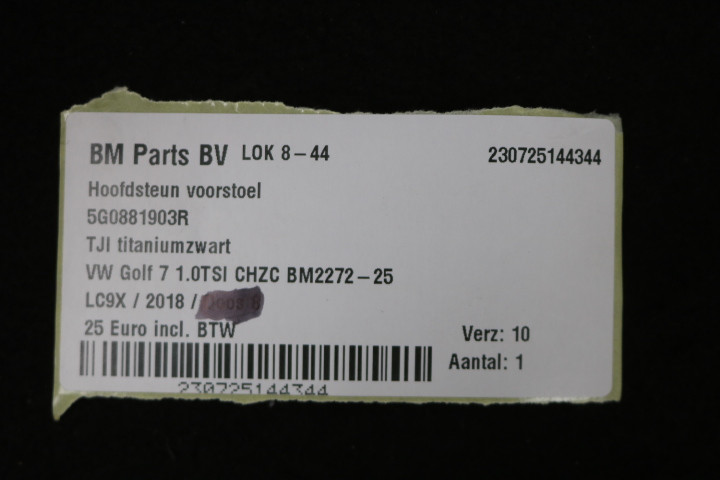 BM Parts BV LOK 8-44 230725144344
Hoofdsteun voorstoel
5G0881903R
TJI titaniumzwart
VW Golf 7 1.0TSI CHZC BM2272-25
LC9X / 2018 /
25 Euro incl. BTW
Verz: 10
Aantal: 1
230725144344